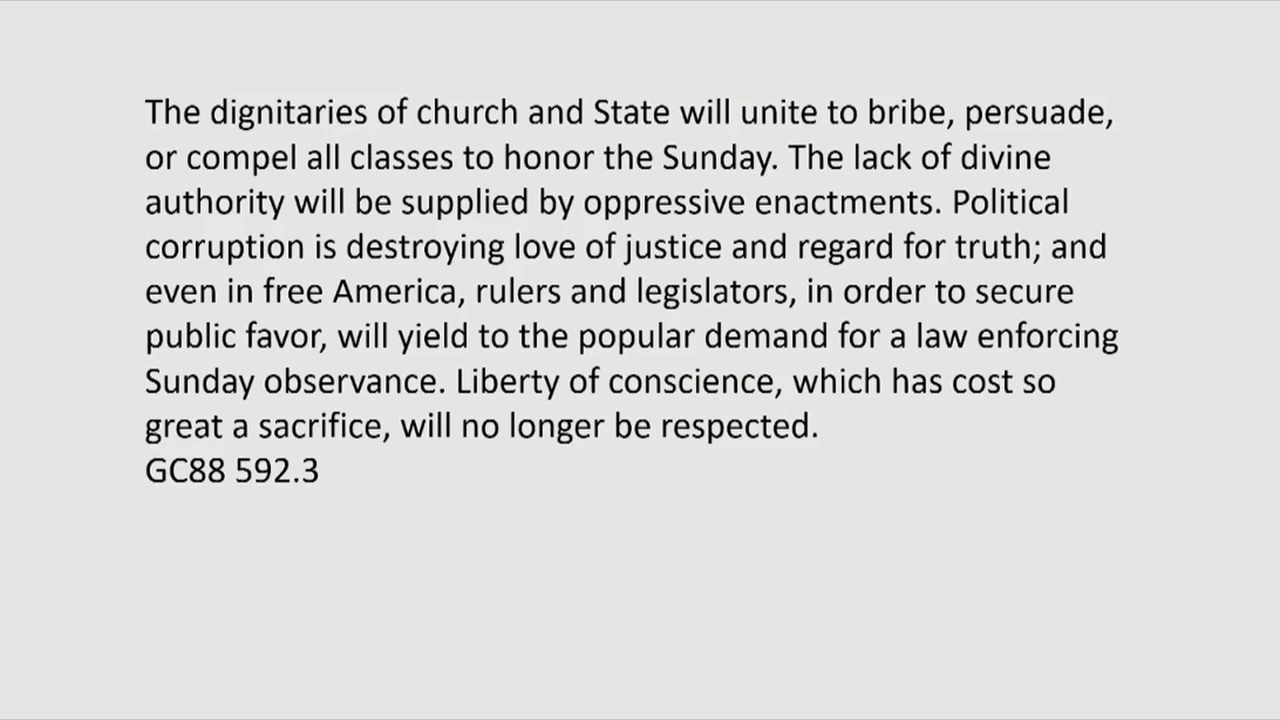 The dignitaries of church and State will unite to bribe, persuade,
or compel all classes to honor the Sunday. The lack of divine
authority will be supplied by oppressive enactments. Political
corruption is destroying love of justice and regard for truth; and
even in free America, rulers and legislators, in order to secure
public favor, will yield to the popular demand for a law enforcing
Sunday observance. Liberty of conscience, which has cost so
great a sacrifice, will no longer be respected.
GC88 592.3